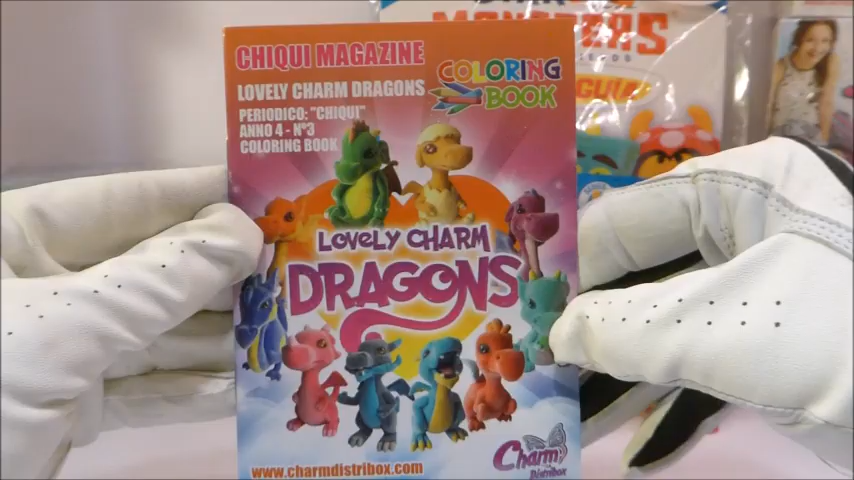 CHIQUI MAGAZINE
LOVELY CHARM DRAGONS
PERIODICO: "CHIQUI"
ANNO 4 - N°3
COLORING BOOK
COLORING
BOOK
LOVELY CHARM
DRAGONS
www.charmdistribox.com
Charm
Distribox